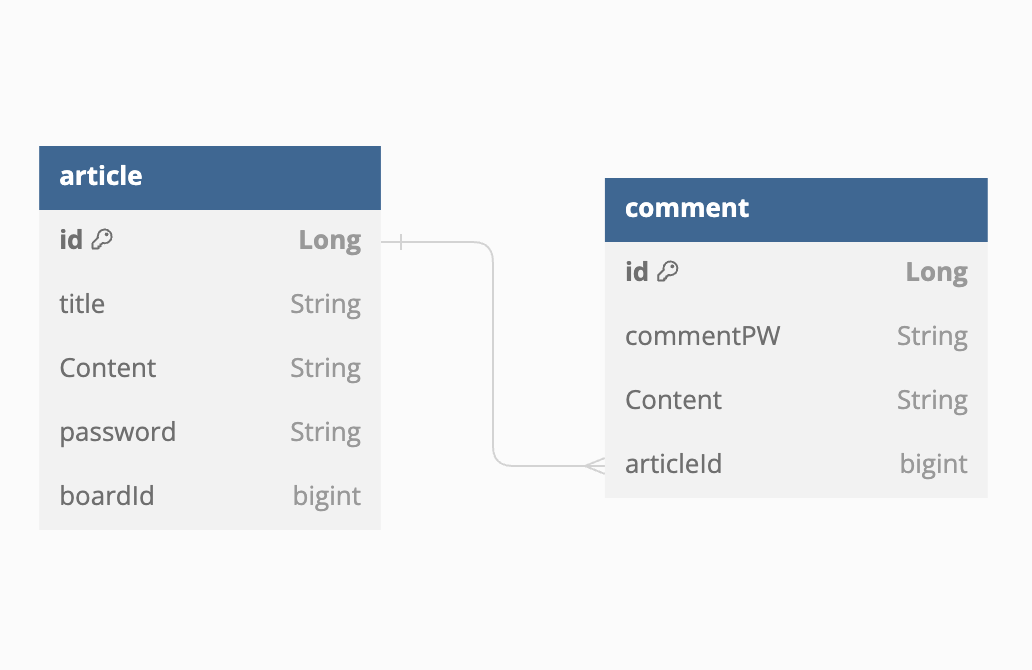 article
id Long
title String
Content String
password String
boardId bigint
comment
id Long
commentPW String
Content String
articleId bigint